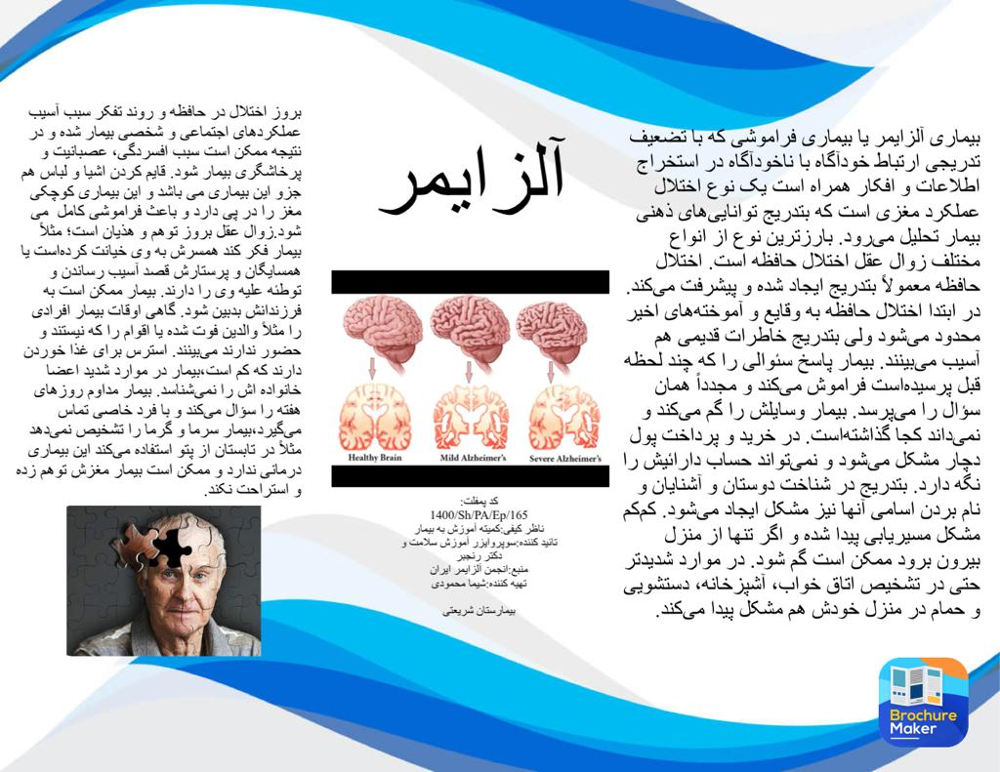 بیماری آلزایمر یا بیماری فراموشی که با تضعیف
تدریجی ارتباط خودآگاه با ناخودآگاه در استخراج
اطلاعات و افکار همراه است یک نوع اختلال
عملکرد مغزی است که بتدریج توانایی‌های ذهنی
بیمار تحلیل می‌رود. بارزترین نوع از انواع
مختلف زوال عقل اختلال حافظه است. اختلال
حافظه معمولاً بتدریج ایجاد شده و پیشرفت می‌کند.
در ابتدا اختلال حافظه به وقایع و آموخته‌های اخیر
محدود می‌شود ولی بتدریج خاطرات قدیمی هم
آسیب می‌بینند. بیمار پاسخ سئوالی را که چند لحظه
قبل پرسیده‌است فراموش می‌کند و مجدداً همان
سؤال را می‌پرسد. بیمار وسایلش را گم می‌کند و
نمی‌داند کجا گذاشته‌است. در خرید و پرداخت پول
دچار مشکل می‌شود و نمی‌تواند حساب دارائیش را
نگه دارد. بتدریج در شناخت دوستان و آشنایان و
نام بردن اسامی آنها نیز مشکل ایجاد می‌شود. کم‌کم
مشکل مسیریابی پیدا شده و اگر تنها از منزل
بیرون برود ممکن است گم شود. در موارد شدیدتر
حتی در تشخیص اتاق خواب، آشپزخانه، دستشویی
و حمام در منزل خودش هم مشکل پیدا می‌کند.
آلزایمر
Healthy Brain
Mild Alzheimer's
Severe Alzheimer's
کد پمفلت:
1400/Sh/PA/Ep/165
ناظر کیفی:کمیته آموزش به بیمار
تائید کننده:سوپروایزر آموزش سلامت و
دکتر رنجبر
منبع:انجمن آلزایمر ایران
تهیه کننده:شیما محمودی
بیمارستان شریعتی
بروز اختلال در حافظه و روند تفکر سبب آسیب
عملکردهای اجتماعی و شخصی بیمار شده و در
نتیجه ممکن است سبب افسردگی، عصبانیت و
پرخاشگری بیمار شود. قایم کردن اشیا و لباس هم
جزو این بیماری می باشد و این بیماری کوچکی
مغز را در پی دارد و باعث فراموشی کامل  می
شود.زوال عقل بروز توهم و هذیان است؛ مثلاً
بیمار فکر کند همسرش به وی خیانت کرده‌است یا
همسایگان و پرستارش قصد آسیب رساندن و
توطئه علیه وی را دارند. بیمار ممکن است به
فرزندانش بدبین شود. گاهی اوقات بیمار افرادی
را مثلاً والدین فوت شده یا اقوام را که نیستند و
حضور ندارند می‌بینند. استرس برای غذا خوردن
دارند که کم است،بیمار در موارد شدید اعضا
خانواده اش را نمی‌شناسد. بیمار مداوم روزهای
هفته را سؤال می‌کند و با فرد خاصی تماس
می‌گیرد،بیمار سرما و گرما را تشخیص نمی‌دهد
مثلاً در تابستان از پتو استفاده می‌کند این بیماری
درمانی ندارد و ممکن است بیمار مغزش توهم زده
و استراحت نکند.
Brochure
Maker